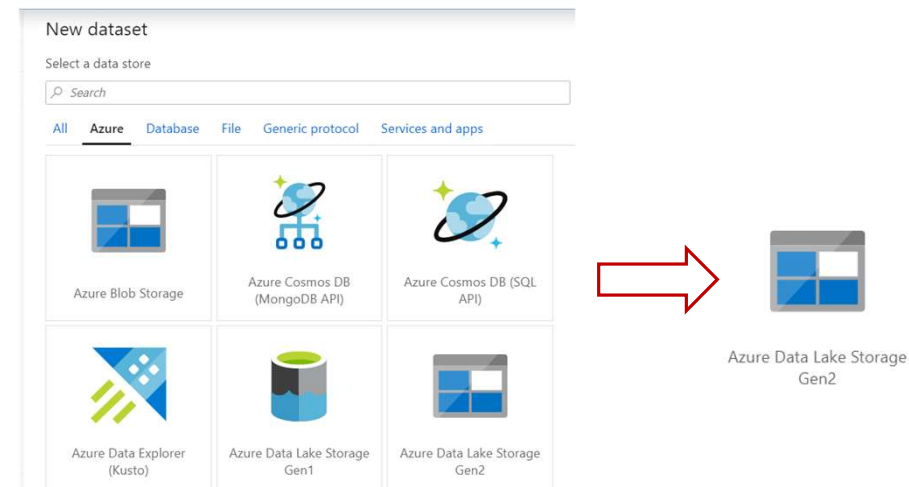 New dataset
Select a data store
Search
All Azure Database File Generic protocol Services and apps
Azure Blob Storage
Azure Cosmos DB
(MongoDB API)
Azure Cosmos DB (SQL
API)
Azure Data Explorer
(Kusto)
Azure Data Lake Storage
Gen1
Azure Data Lake Storage
Gen2
Azure Data Lake Storage
Gen2